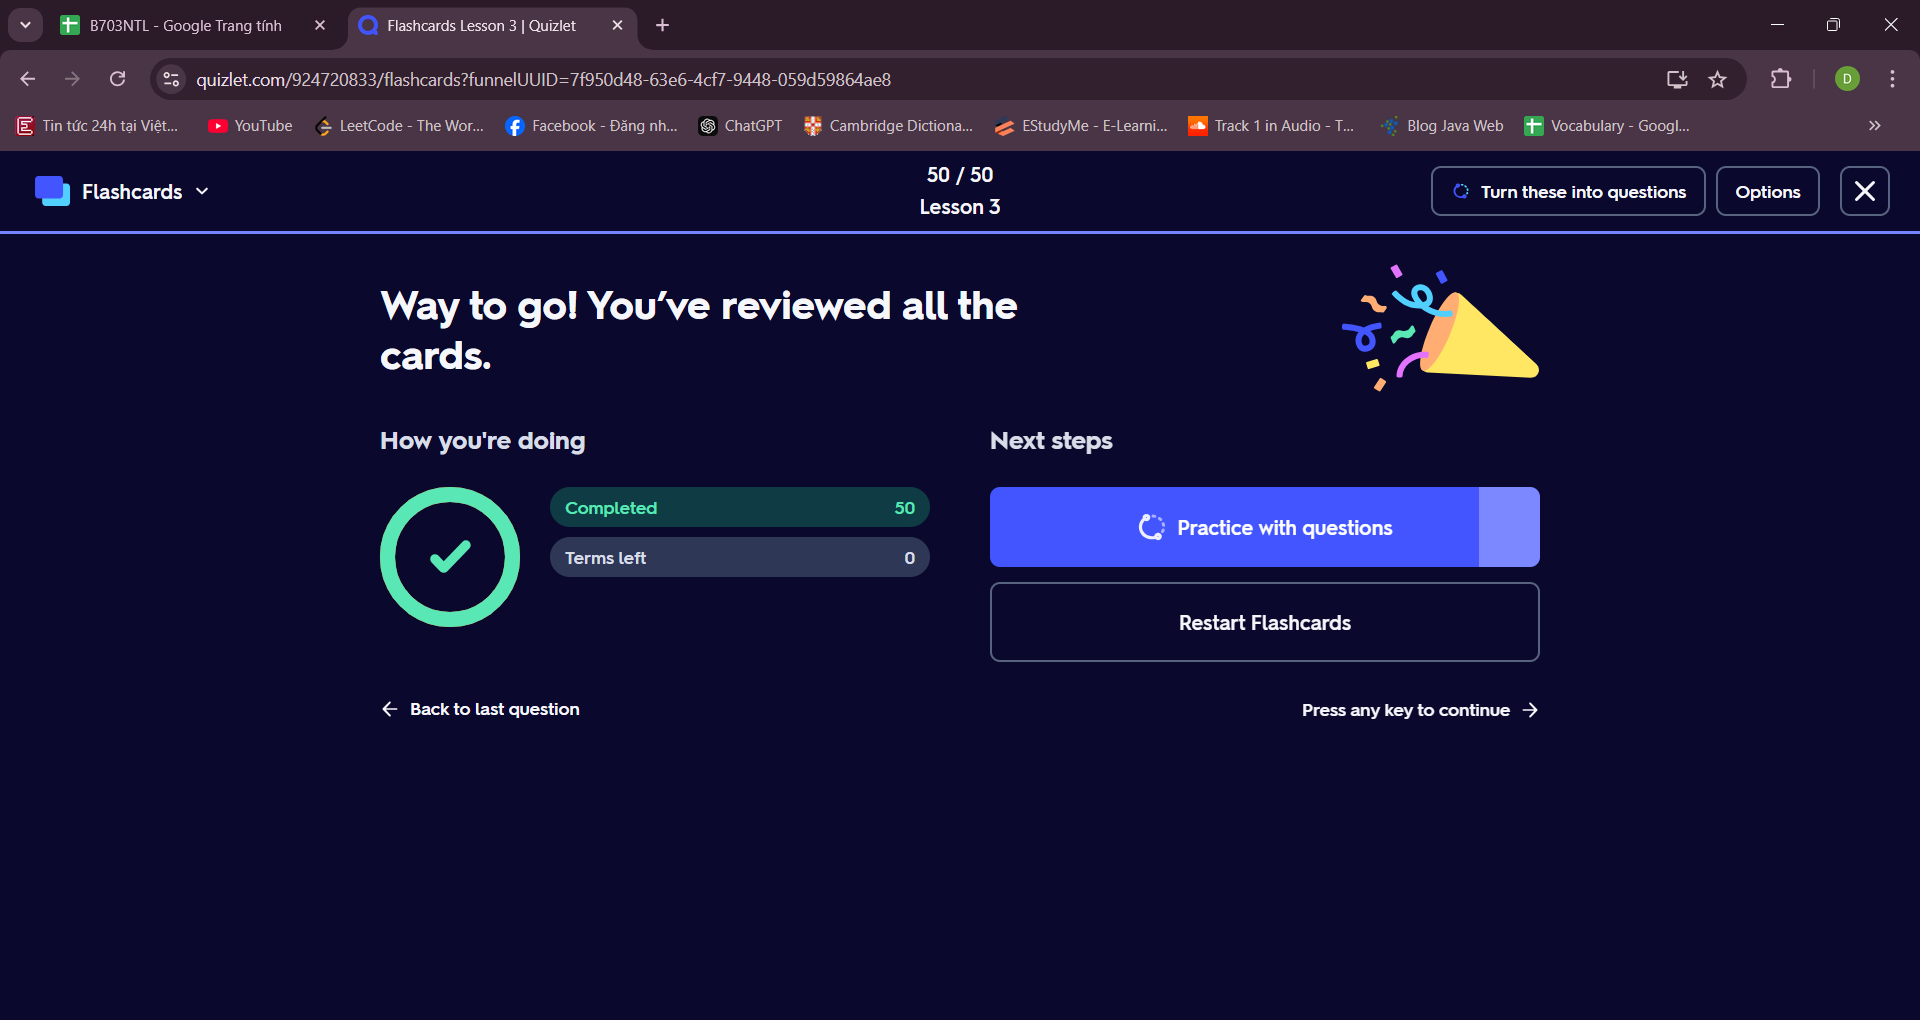 B703NTL - Google Trang tính
Flashcards Lesson 3 | Quizlet
quizlet.com/924720833/flashcards?funnelUUID=7f950d48-63e6-4cf7-9448-059d59864ae8
D
Tin tức 24h tại Việt...
YouTube
LeetCode - The Wor...
Facebook - Đăng nh...
ChatGPT
Cambridge Dictiona...
EStudyMe - E-Learni...
Track 1 in Audio - T...
Blog Java Web
Vocabulary - Googl...
Flashcards
50 / 50
Lesson 3
Turn these into questions
Options
Way to go! You've reviewed all the
cards.
How you're doing
Next steps
Completed 50
Terms left 0
Practice with questions
Restart Flashcards
Back to last question
Press any key to continue